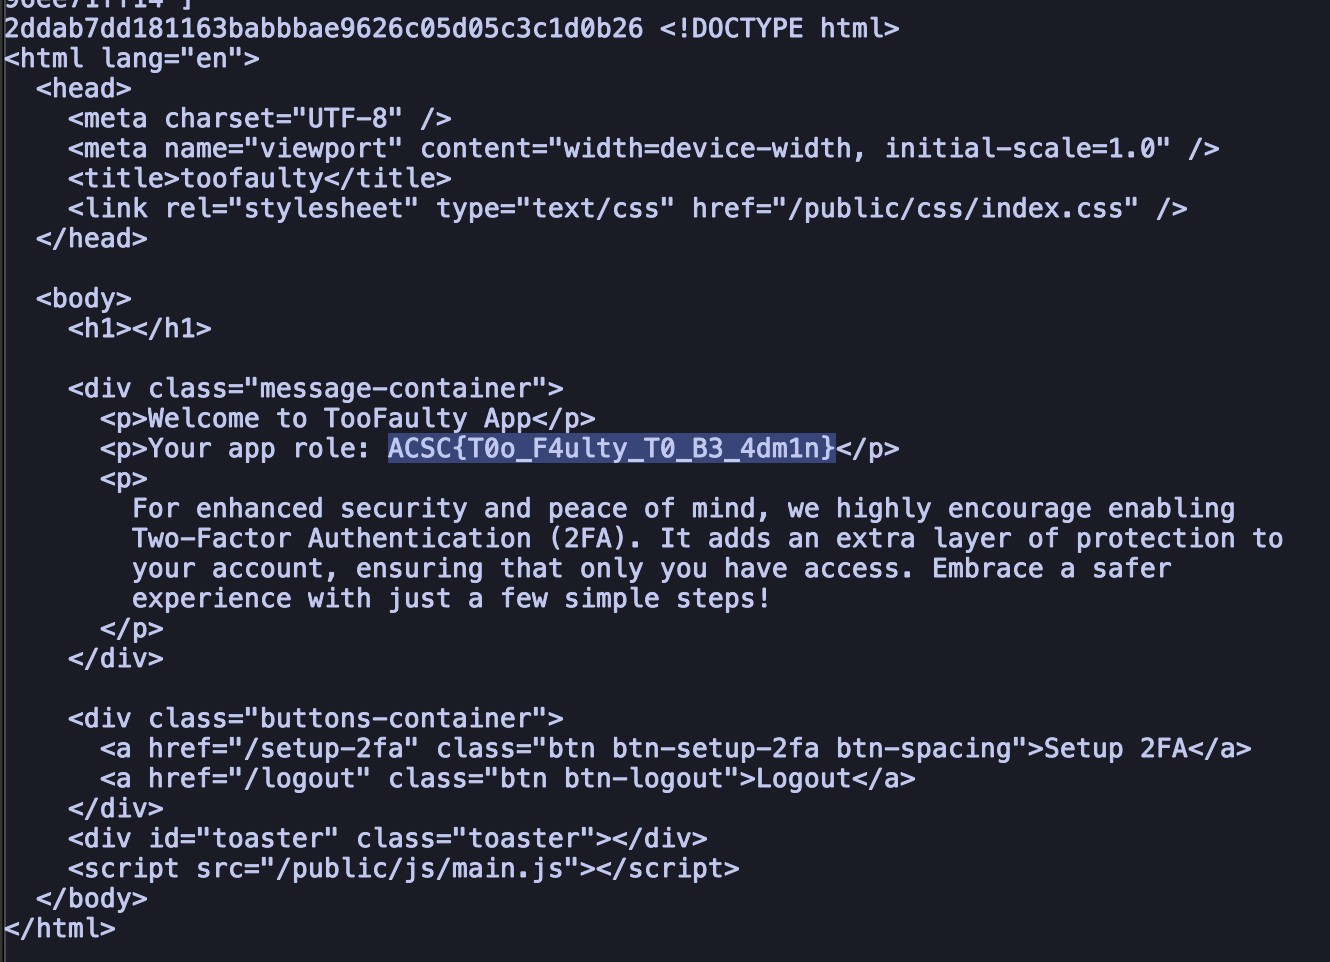 2ddab7dd181163babbbae9626c05d05c3c1d0b26 <!DOCTYPE html>
<html lang="en">
  <head>
    <meta charset="UTF-8" />
    <meta name="viewport" content="width=device-width, initial-scale=1.0" />
    <title>toofaulty</title>
    <link rel="stylesheet" type="text/css" href="/public/css/index.css" />
  </head>

  <body>
    <h1></h1>

    <div class="message-container">
      <p>Welcome to TooFaulty App</p>
      <p>Your app role: ACSC{T0o_F4ulty_T0_B3_4dm1n}</p>
      <p>
        For enhanced security and peace of mind, we highly encourage enabling
        Two-Factor Authentication (2FA). It adds an extra layer of protection to
        your account, ensuring that only you have access. Embrace a safer
        experience with just a few simple steps!
      </p>
    </div>

    <div class="buttons-container">
      <a href="/setup-2fa" class="btn btn-setup-2fa btn-spacing">Setup 2FA</a>
      <a href="/logout" class="btn btn-logout">Logout</a>
    </div>
    <div id="toaster" class="toaster"></div>
    <script src="/public/js/main.js"></script>
  </body>
</html>